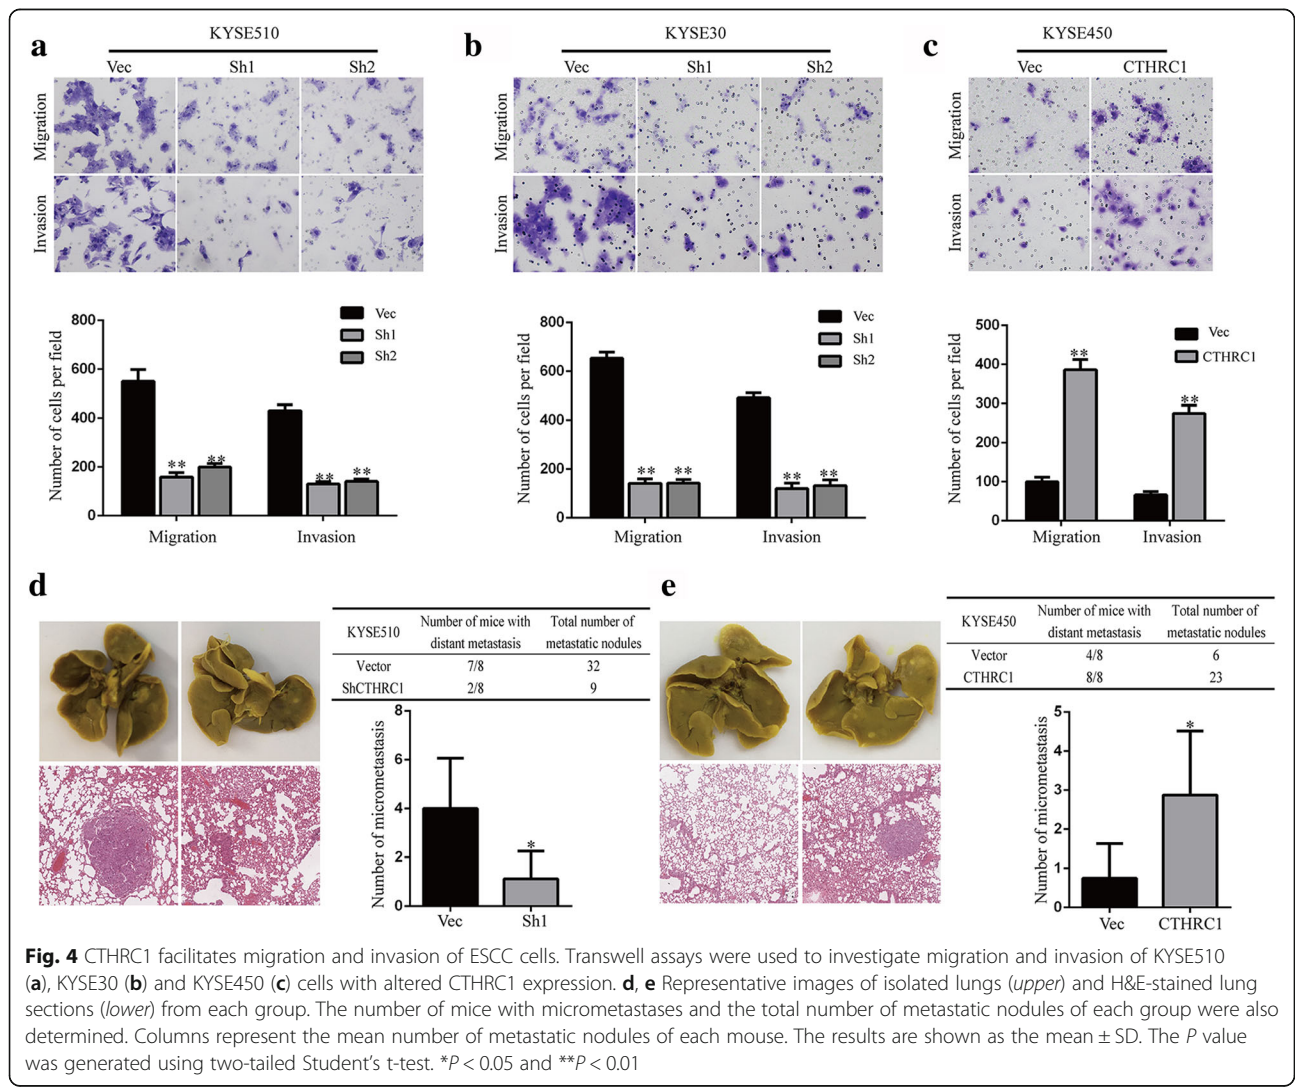 a
KYSE510
Vec Sh1 Sh2
Migration
Invasion
b
KYSE30
Vec Sh1 Sh2
Migration
Invasion
c
KYSE450
Vec CTHRC1
Migration
Invasion
Number of cells per field
800
600
400
200
0
Vec
Sh1
Sh2
** **
** **
Migration Invasion
Number of cells per field
800
600
400
200
0
Vec
Sh1
Sh2
** **
** **
Migration Invasion
Number of cells per field
500
400
300
200
100
0
Vec
CTHRC1
**
**
Migration Invasion
d
KYSE510 Number of mice with distant metastasis Total number of metastatic nodules
Vector 7/8 32
ShCTHRC1 2/8 9
Number of micrometastasis
8
6
4
2
0
*
Vec Sh1
e
KYSE450 Number of mice with distant metastasis Total number of metastatic nodules
Vector 4/8 6
CTHRC1 8/8 23
Number of micrometastasis
5
4
3
2
1
0
*
Vec CTHRC1
Fig. 4 CTHRC1 facilitates migration and invasion of ESCC cells. Transwell assays were used to investigate migration and invasion of KYSE510
(a), KYSE30 (b) and KYSE450 (c) cells with altered CTHRC1 expression. d, e Representative images of isolated lungs (upper) and H&E-stained lung
sections (lower) from each group. The number of mice with micrometastases and the total number of metastatic nodules of each group were also
determined. Columns represent the mean number of metastatic nodules of each mouse. The results are shown as the mean ± SD. The P value
was generated using two-tailed Student's t-test. *P < 0.05 and **P < 0.01